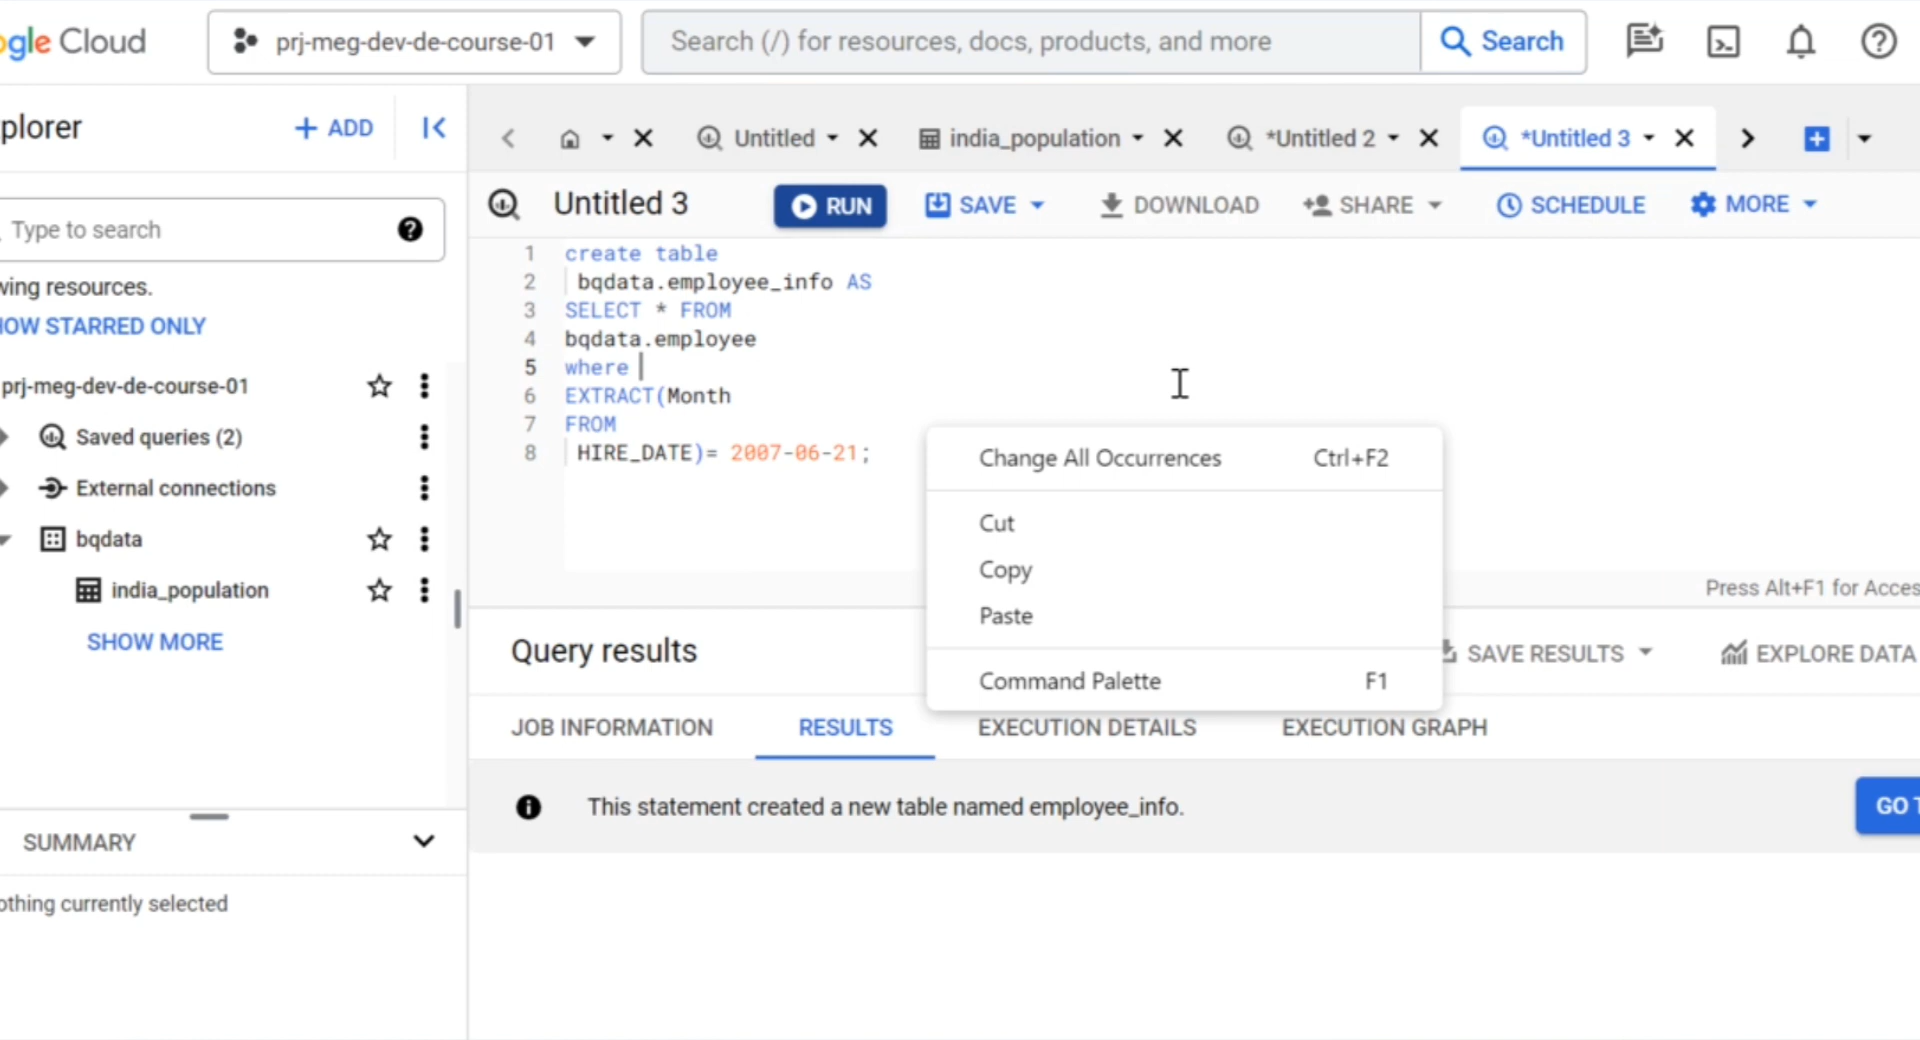 ogle Cloud
prj-meg-dev-de-course-01
Search (/) for resources, docs, products, and more
Search
plorer
+ ADD
Untitled
india_population
*Untitled 2
*Untitled 3
Untitled 3
RUN
SAVE
DOWNLOAD
SHARE
SCHEDULE
MORE
Type to search
wing resources.
HOW STARRED ONLY
prj-meg-dev-de-course-01
Saved queries (2)
External connections
bqdata
india_population
SHOW MORE
SUMMARY
othing currently selected
1 create table
2 bqdata.employee_info AS
3 SELECT * FROM
4 bqdata.employee
5 where
6 EXTRACT(Month
7 FROM
8 HIRE_DATE)= 2007-06-21;
Change All Occurrences Ctrl+F2
Cut
Copy
Paste
Command Palette F1
Press Alt+F1 for Acces
Query results
SAVE RESULTS
EXPLORE DATA
JOB INFORMATION
RESULTS
EXECUTION DETAILS
EXECUTION GRAPH
This statement created a new table named employee_info.
GO T